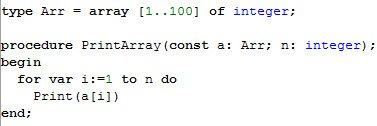 type Arr = array [1..100] of integer;
procedure PrintArray(const a: Arr; n: integer);
begin
for var i:=1 to n do
Print(a[i])
end;